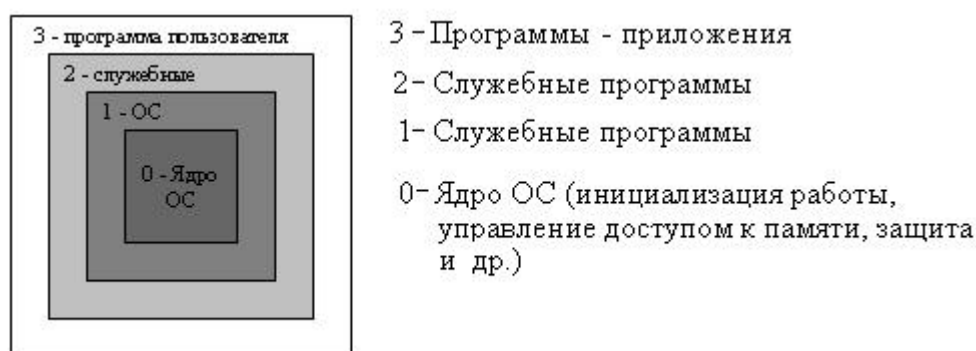 3 - программа пользователя
2 - служебные
1 - ОС
0 - Ядро
ОС
3 - Программы - приложения
2 - Служебные программы
1 - Служебные программы
0 - Ядро ОС (инициализация работы,
управление доступом к памяти, защита
и др.)